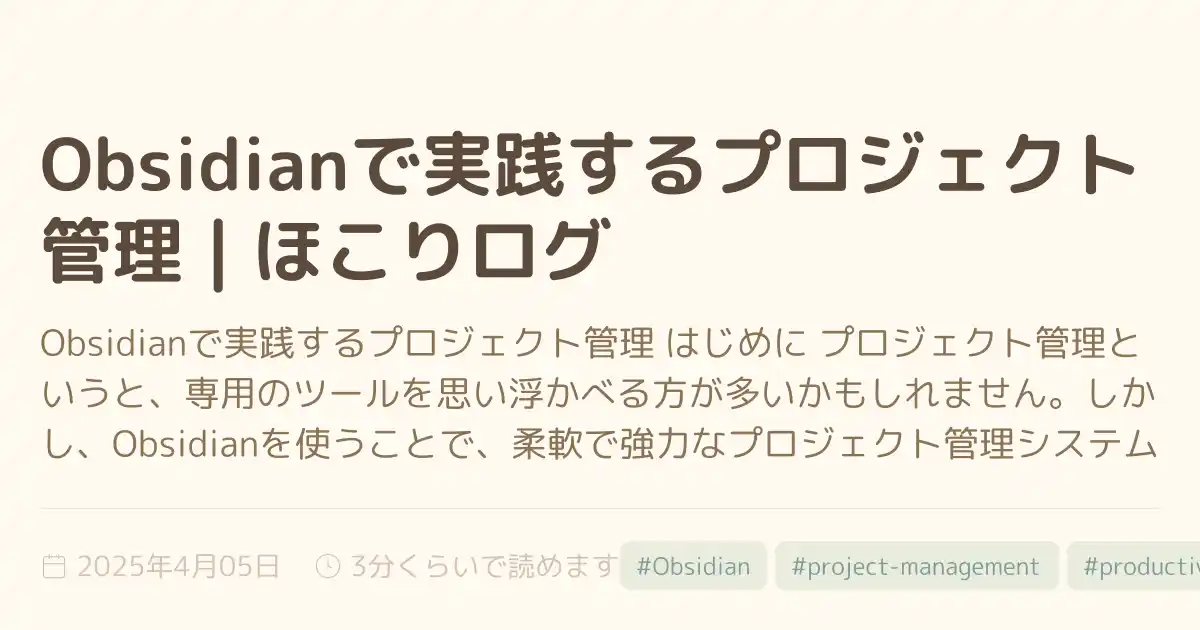 Obsidianで実践するプロジェクト
管理 | ほこりログ
Obsidianで実践するプロジェクト管理 はじめに プロジェクト管理と
いうと、専用のツールを思い浮かべる方が多いかもしれません。しか
し、Obsidianを使うことで、柔軟で強力なプロジェクト管理システム
2025年4月05日 3分くらいで読めます #Obsidian #project-management #producti